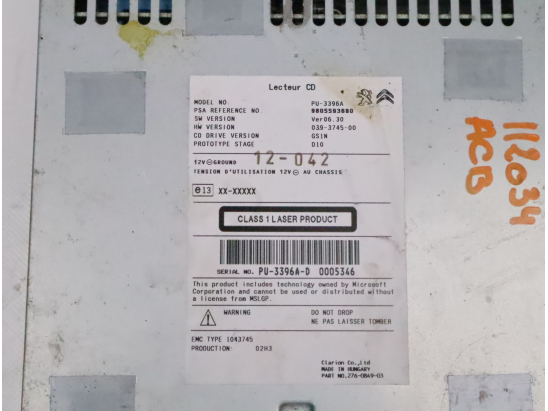 Lecteur CD
MODEL NO PU-3396A
PSA REFERENCE NO 9805593880
SW VERSION Ver06.30
HW VERSION 039-3745-00
CD DRIVE VERSION GSIN
PROTOTYPE STAGE D10
12V⊖GROUND 12-042
TENSION D'UTILISATION 12V ⊖ AU CHASSIS
e13 XX-XXXXX
CLASS 1 LASER PRODUCT
SERIAL NO. PU-3396A-D 0005346
This product includes technology owned by Microsoft
Corporation and cannot be used or distributed without
a license from MSLGP.
WARNING DO NOT DROP
NE PAS LAISSER TOMBER
EMC TYPE 1043745
PRODUCTION: 02H3
Clarion Co.,Ltd
MADE IN HUNGARY
PART NO.276-0849-03
112034
ACB